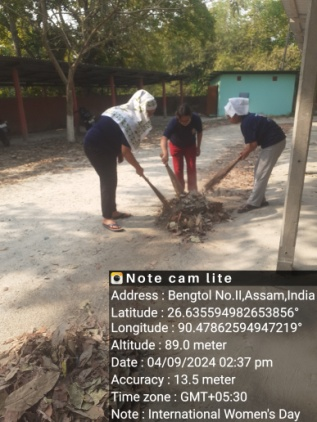 Note cam lite
Address : Bengtol No.II,Assam,India
Latitude : 26.635594982653856°
Longitude : 90.47862594947219°
Altitude : 89.0 meter
Date : 04/09/2024 02:37 pm
Accuracy : 13.5 meter
Time zone : GMT+05:30
Note : International Women's Day